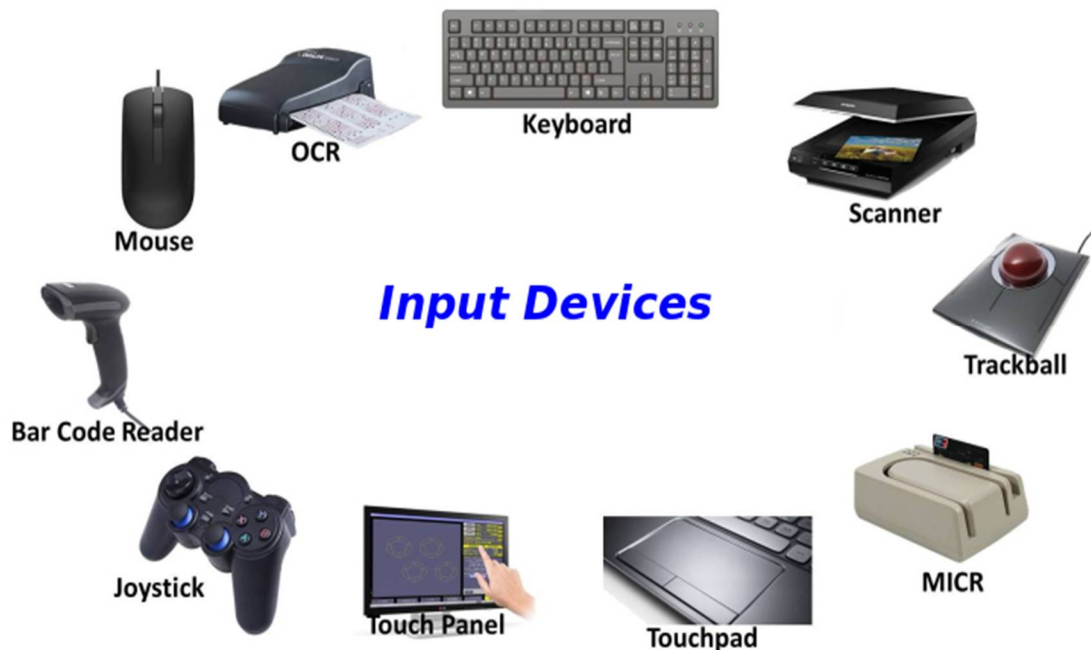 Keyboard
OCR
Mouse
Scanner
Input Devices
Trackball
Bar Code Reader
Joystick
Touch Panel
Touchpad
MICR